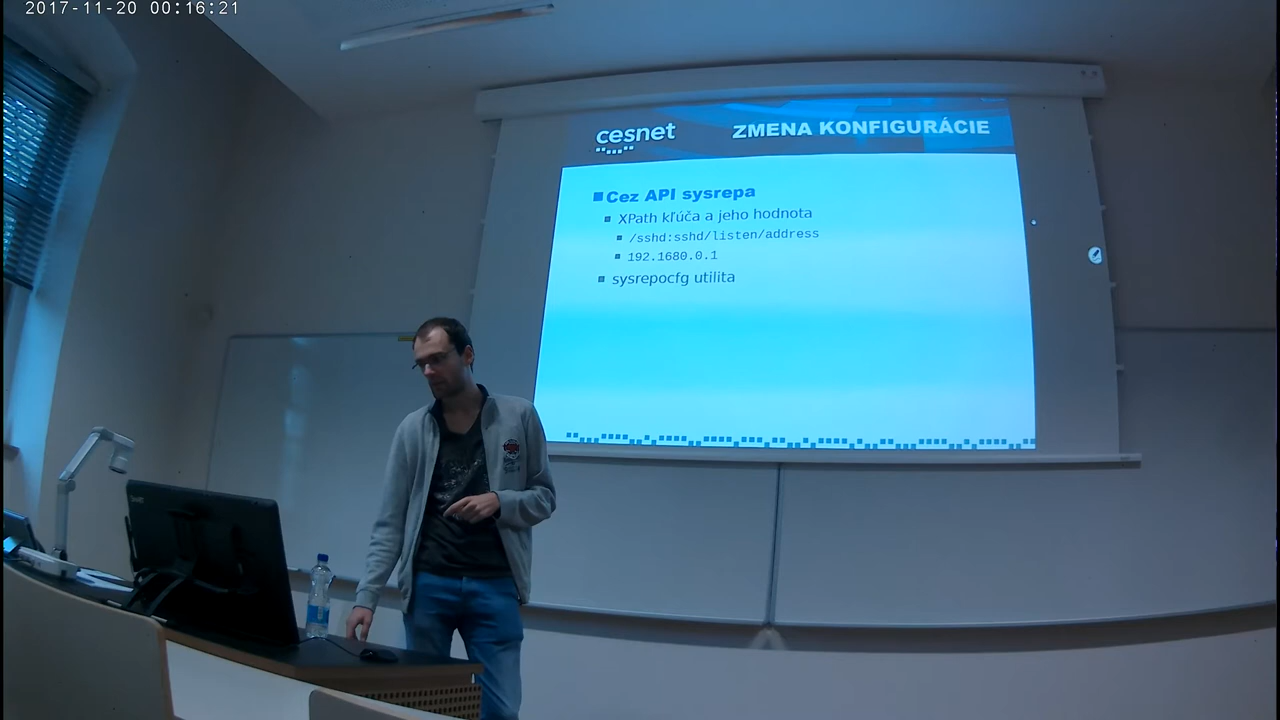 2017-11-20 00:16:21
cesnet
ZMENA KONFIGURÁCIE
Cez API sysrepa
XPath kľúča a jeho hodnota
/sshd:sshd/listen/address
192.1680.0.1
sysrepocfg utilita